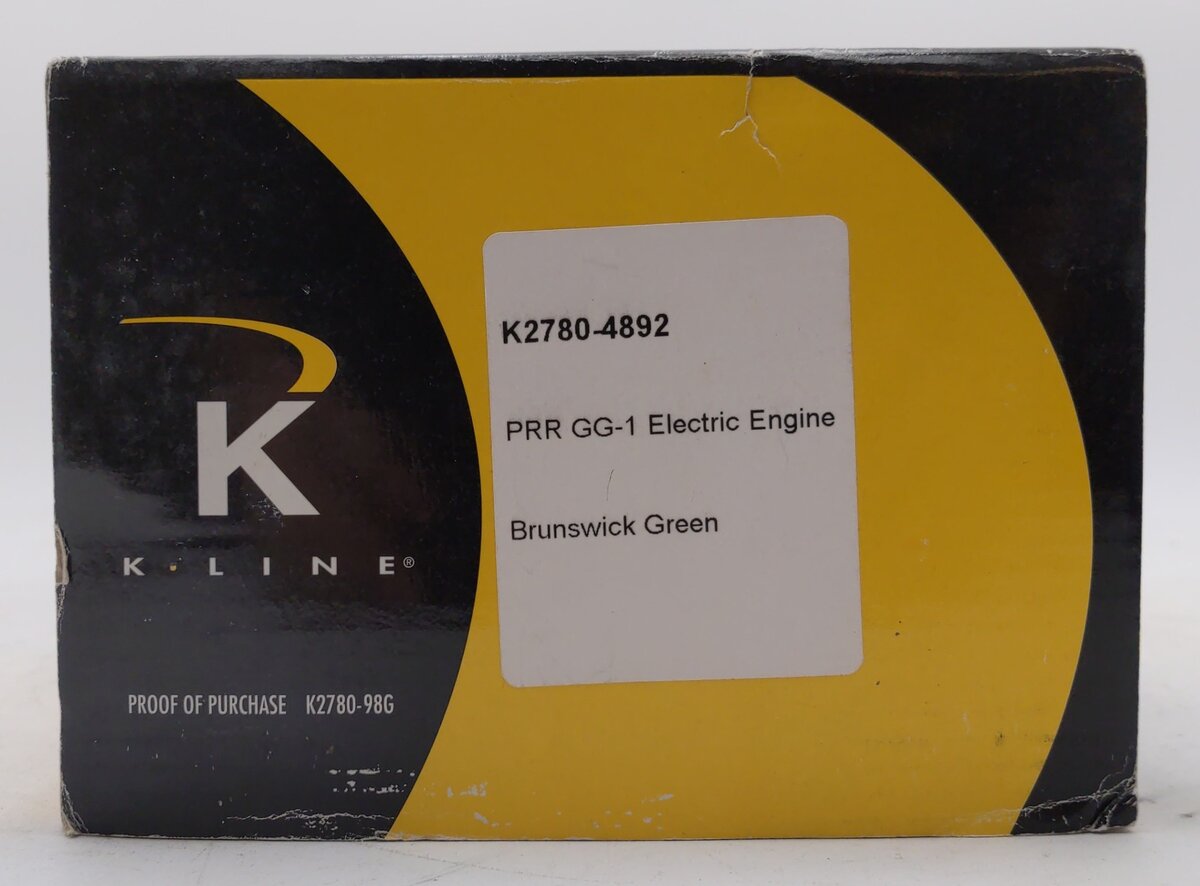 K
K·LINE®
PROOF OF PURCHASE K2780-98G
K2780-4892
PRR GG-1 Electric Engine
Brunswick Green